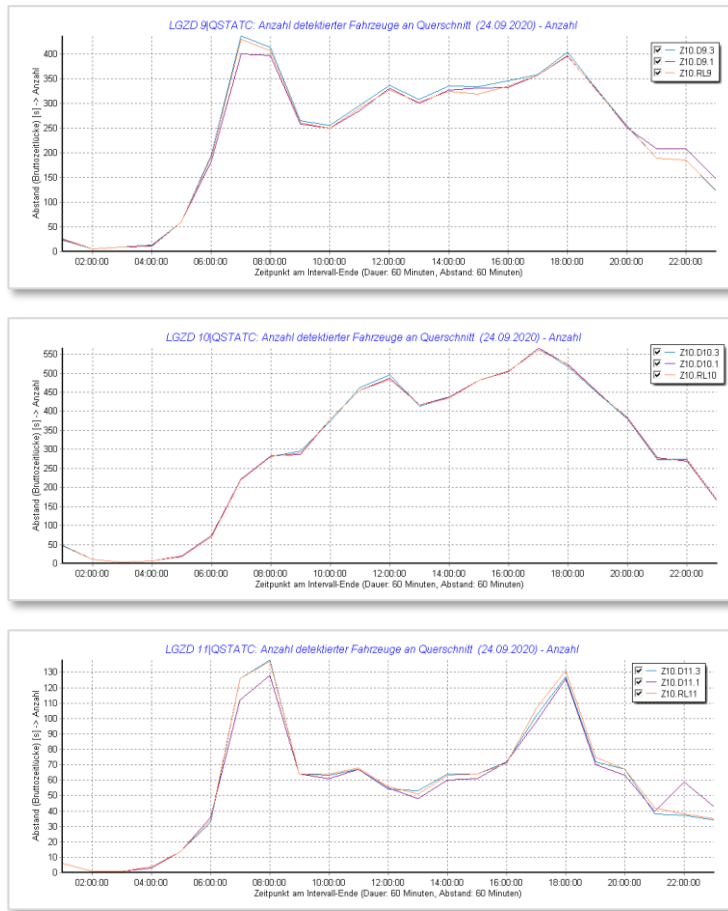 LGZD 9|QSTATC: Anzahl detektierter Fahrzeuge an Querschnitt (24.09.2020) - Anzahl
Abstand (Bruttozeitlücke) [s] -> Anzahl
400
350
300
250
200
150
100
50
0
Z10.D9.3
Z10.D9.1
Z10.RL9
02:00:00 04:00:00 06:00:00 08:00:00 10:00:00 12:00:00 14:00:00 16:00:00 18:00:00 20:00:00 22:00:00
Zeitpunkt am Intervall-Ende (Dauer: 60 Minuten, Abstand: 60 Minuten)
LGZD 10|QSTATC: Anzahl detektierter Fahrzeuge an Querschnitt (24.09.2020) - Anzahl
Abstand (Bruttozeitlücke) [s] -> Anzahl
550
500
450
400
350
300
250
200
150
100
50
0
Z10.D10.3
Z10.D10.1
Z10.RL10
02:00:00 04:00:00 06:00:00 08:00:00 10:00:00 12:00:00 14:00:00 16:00:00 18:00:00 20:00:00 22:00:00
Zeitpunkt am Intervall-Ende (Dauer: 60 Minuten, Abstand: 60 Minuten)
LGZD 11|QSTATC: Anzahl detektierter Fahrzeuge an Querschnitt (24.09.2020) - Anzahl
Abstand (Bruttozeitlücke) [s] -> Anzahl
130
120
110
100
90
80
70
60
50
40
30
20
10
0
Z10.D11.3
Z10.D11.1
Z10.RL11
02:00:00 04:00:00 06:00:00 08:00:00 10:00:00 12:00:00 14:00:00 16:00:00 18:00:00 20:00:00 22:00:00
Zeitpunkt am Intervall-Ende (Dauer: 60 Minuten, Abstand: 60 Minuten)